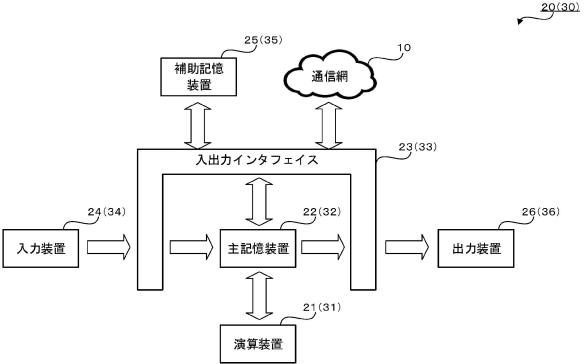 20(30)
25(35)
補助記憶
装置
10
通信網
入出力インタフェイス
23(33)
24(34)
入力装置
22(32)
主記憶装置
26(36)
出力装置
21(31)
演算装置